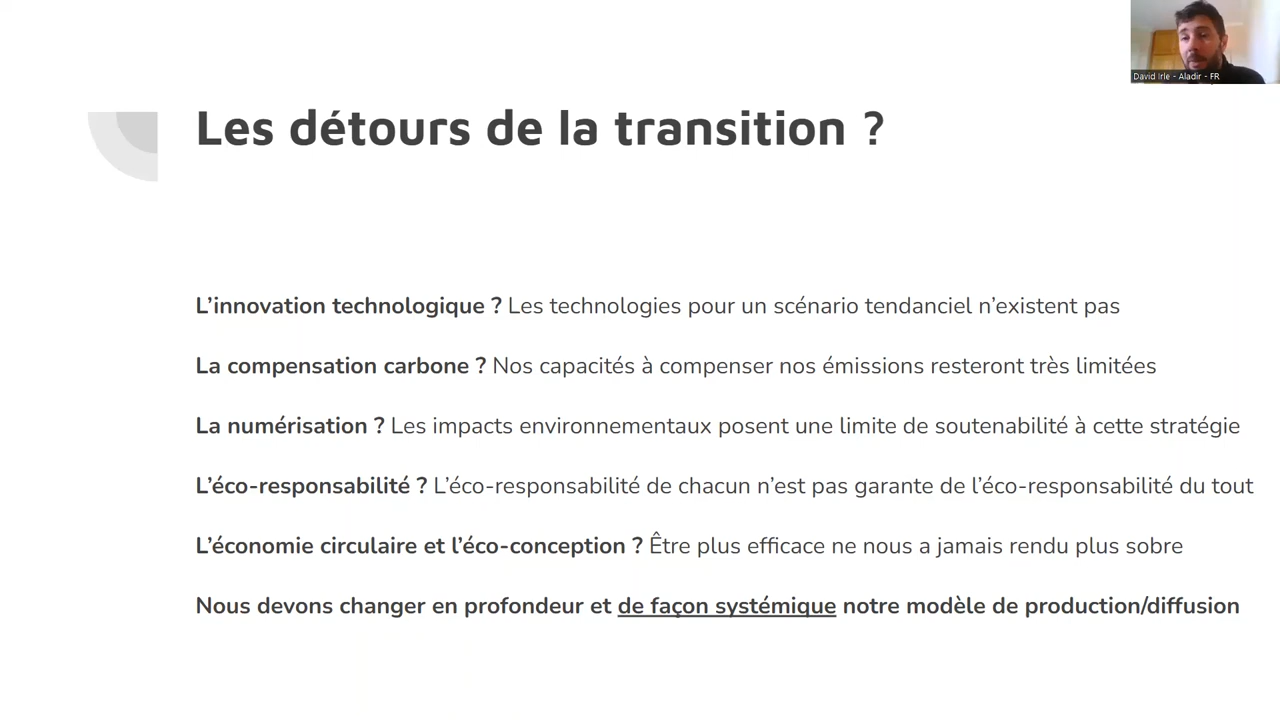 David Irle - Aladir - FR
Les détours de la transition ?
L’innovation technologique ? Les technologies pour un scénario tendanciel n’existent pas
La compensation carbone ? Nos capacités à compenser nos émissions resteront très limitées
La numérisation ? Les impacts environnementaux posent une limite de soutenabilité à cette stratégie
L’éco-responsabilité ? L’éco-responsabilité de chacun n’est pas garante de l’éco-responsabilité du tout
L’économie circulaire et l’éco-conception ? Être plus efficace ne nous a jamais rendu plus sobre
Nous devons changer en profondeur et de façon systémique notre modèle de production/diffusion